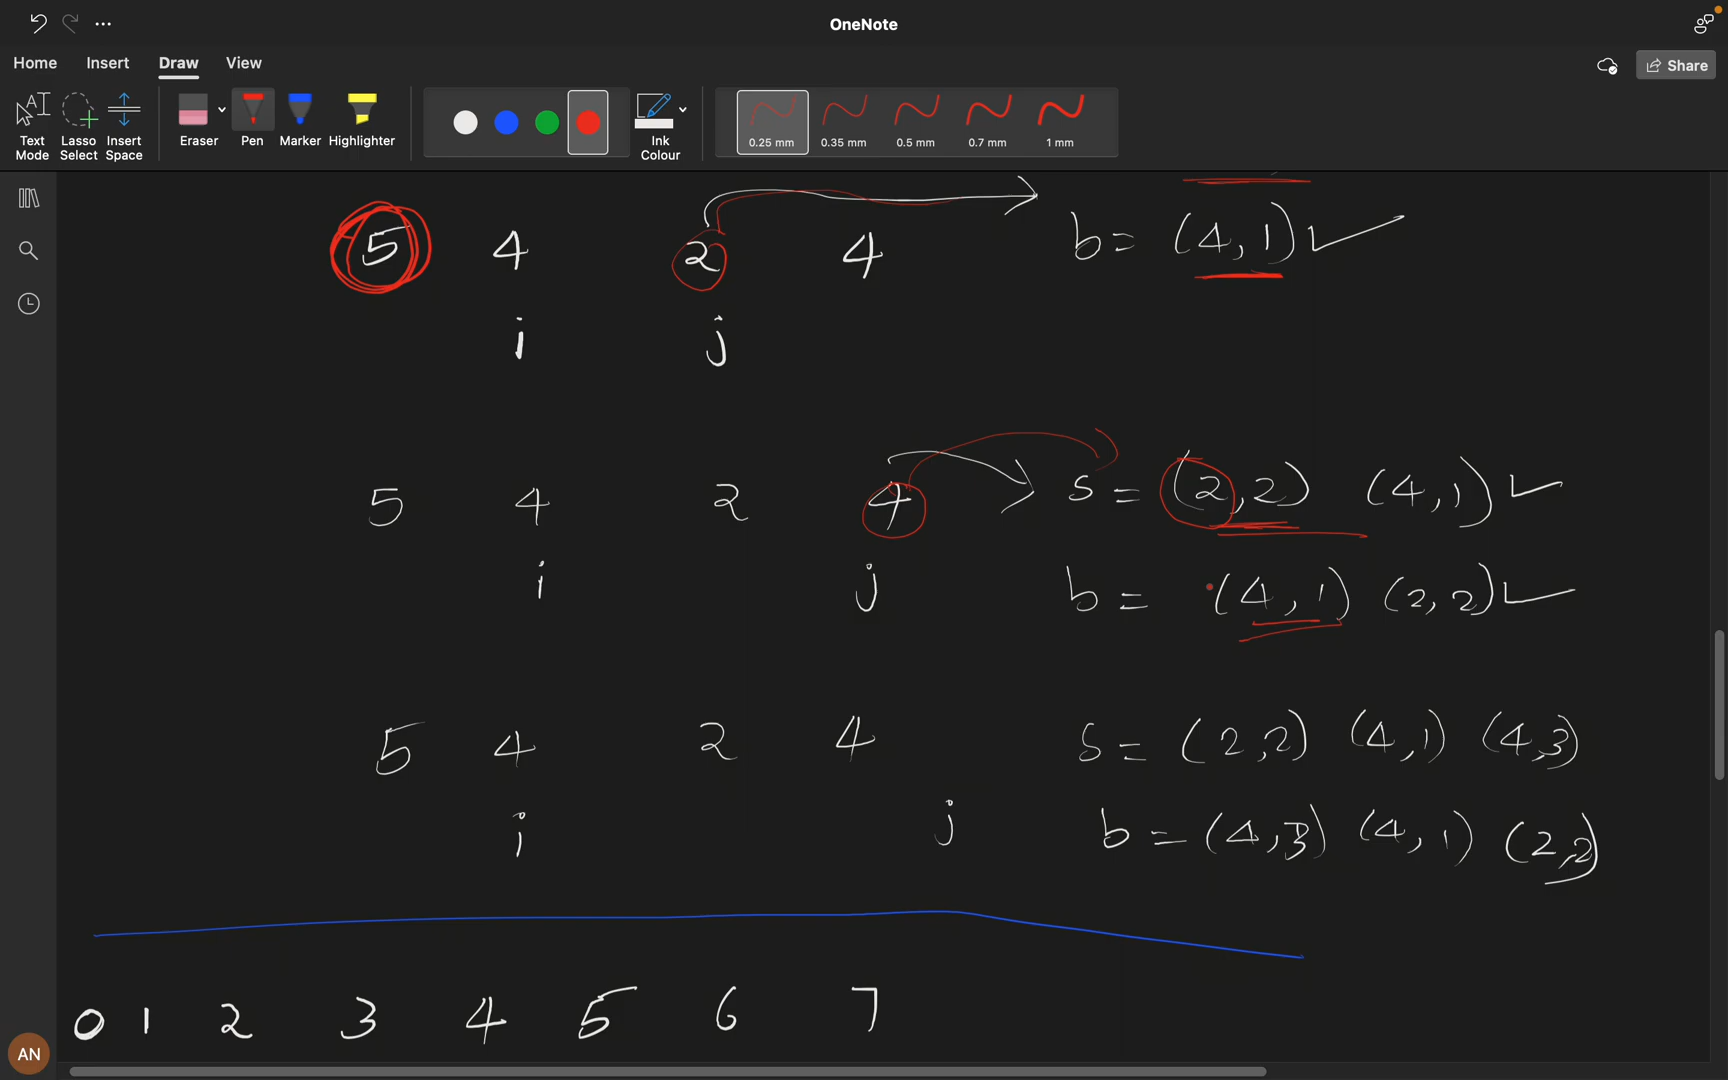 OneNote
Home Insert Draw View
Share
Text Mode
Lasso Select
Insert Space
Eraser
Pen
Marker
Highlighter
Ink Colour
0.25 mm
0.35 mm
0.5 mm
0.7 mm
1 mm
5 4 2 4 b = (4, 1)
i j
5 4 2 4 s = (2, 2) (4, 1)
i j b = (4, 1) (2, 2)
5 4 2 4 s = (2,2) (4,1) (4,3)
i j b = (4,3) (4,1) (2,2)
0 1 2 3 4 5 6 7
AN